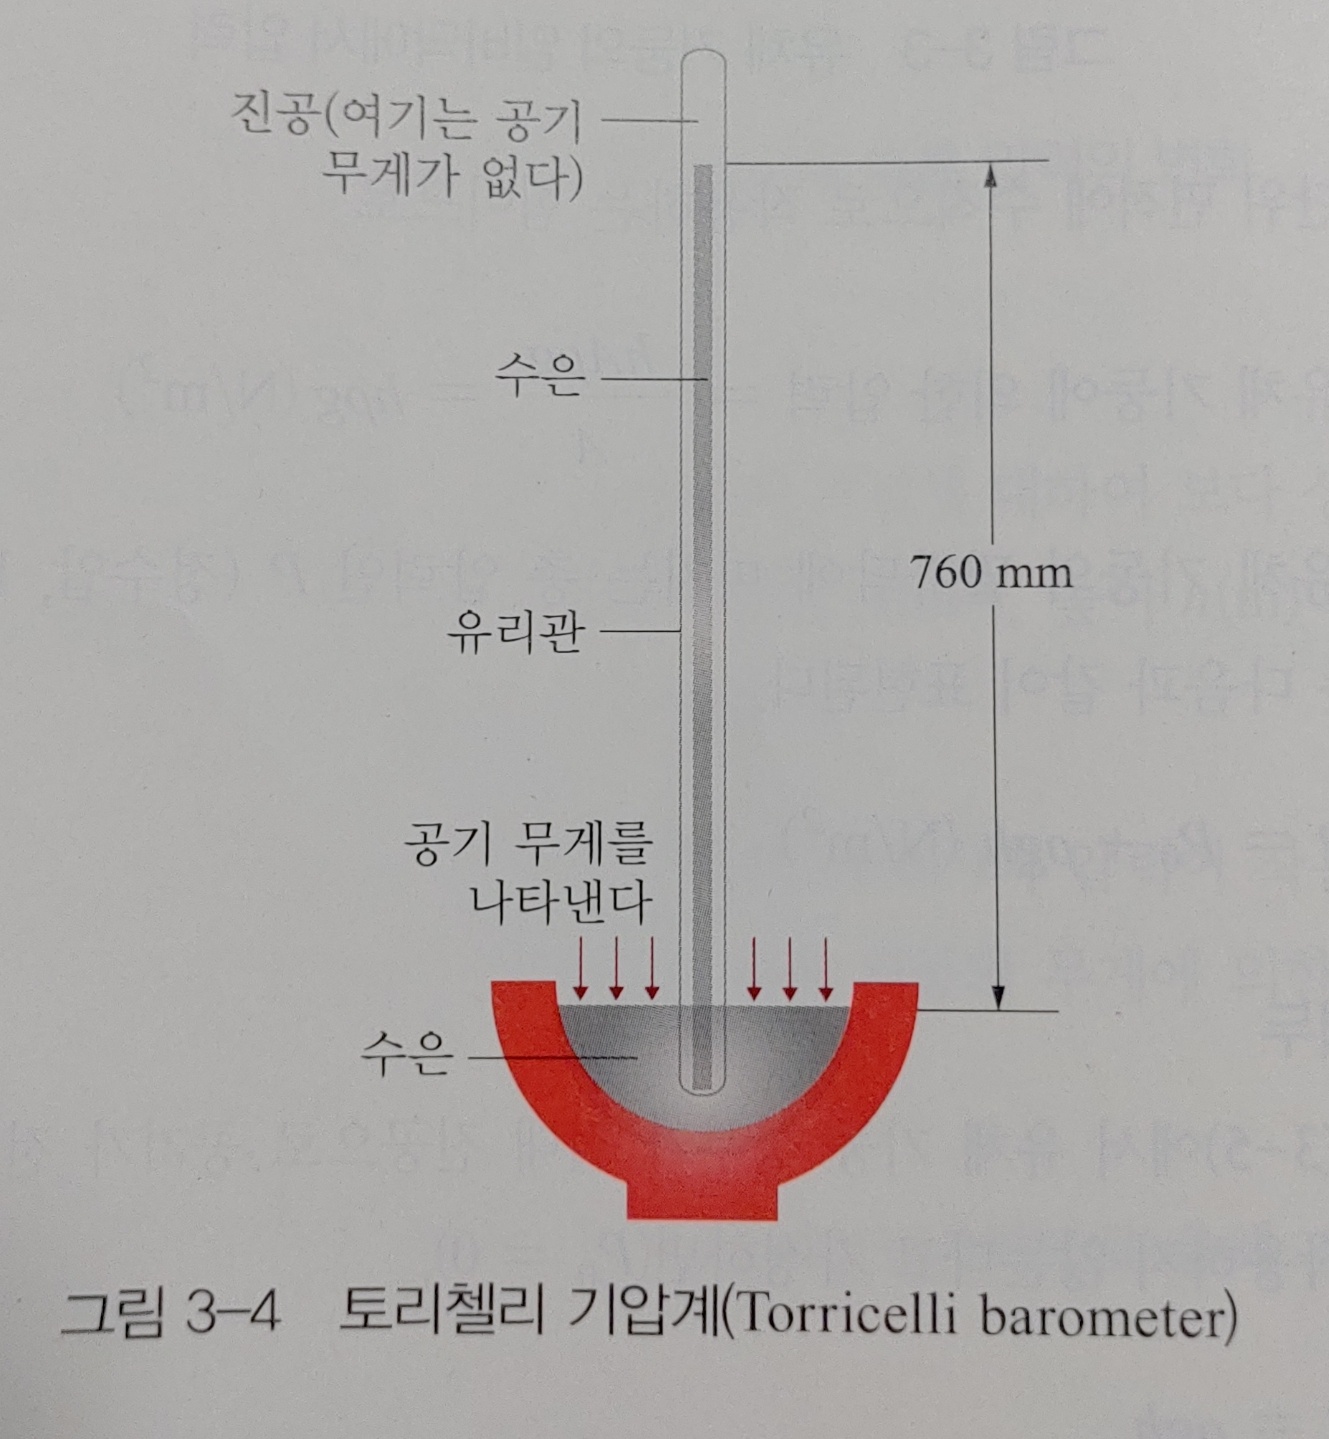 진공(여기는 공기
무게가 없다)
수은
760 mm
유리관
공기 무게를
나타낸다
수은
그림 3-4 토리첼리 기압계(Torricelli barometer)